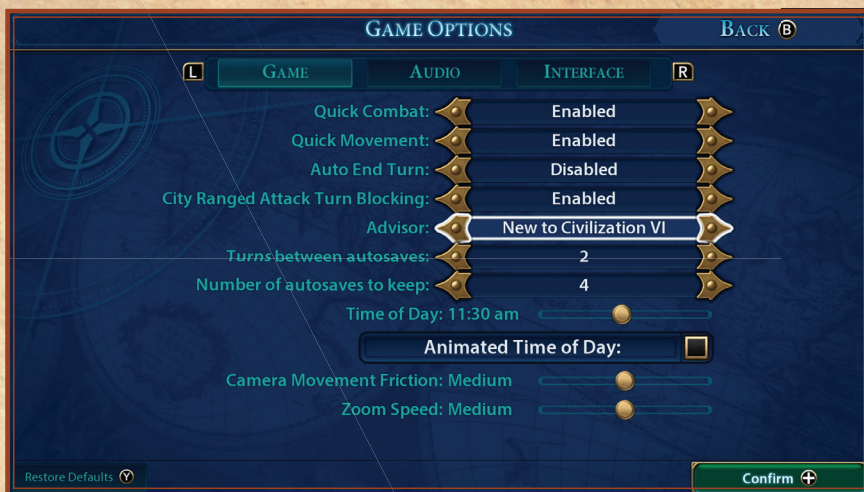 GAME OPTIONS
BACK B
L GAME AUDIO INTERFACE R
Quick Combat: Enabled
Quick Movement: Enabled
Auto End Turn: Disabled
City Ranged Attack Turn Blocking: Enabled
Advisor: New to Civilization VI
Turns between autosaves: 2
Number of autosaves to keep: 4
Time of Day: 11:30 am
Animated Time of Day:
Camera Movement Friction: Medium
Zoom Speed: Medium
Restore Defaults Y
Confirm +